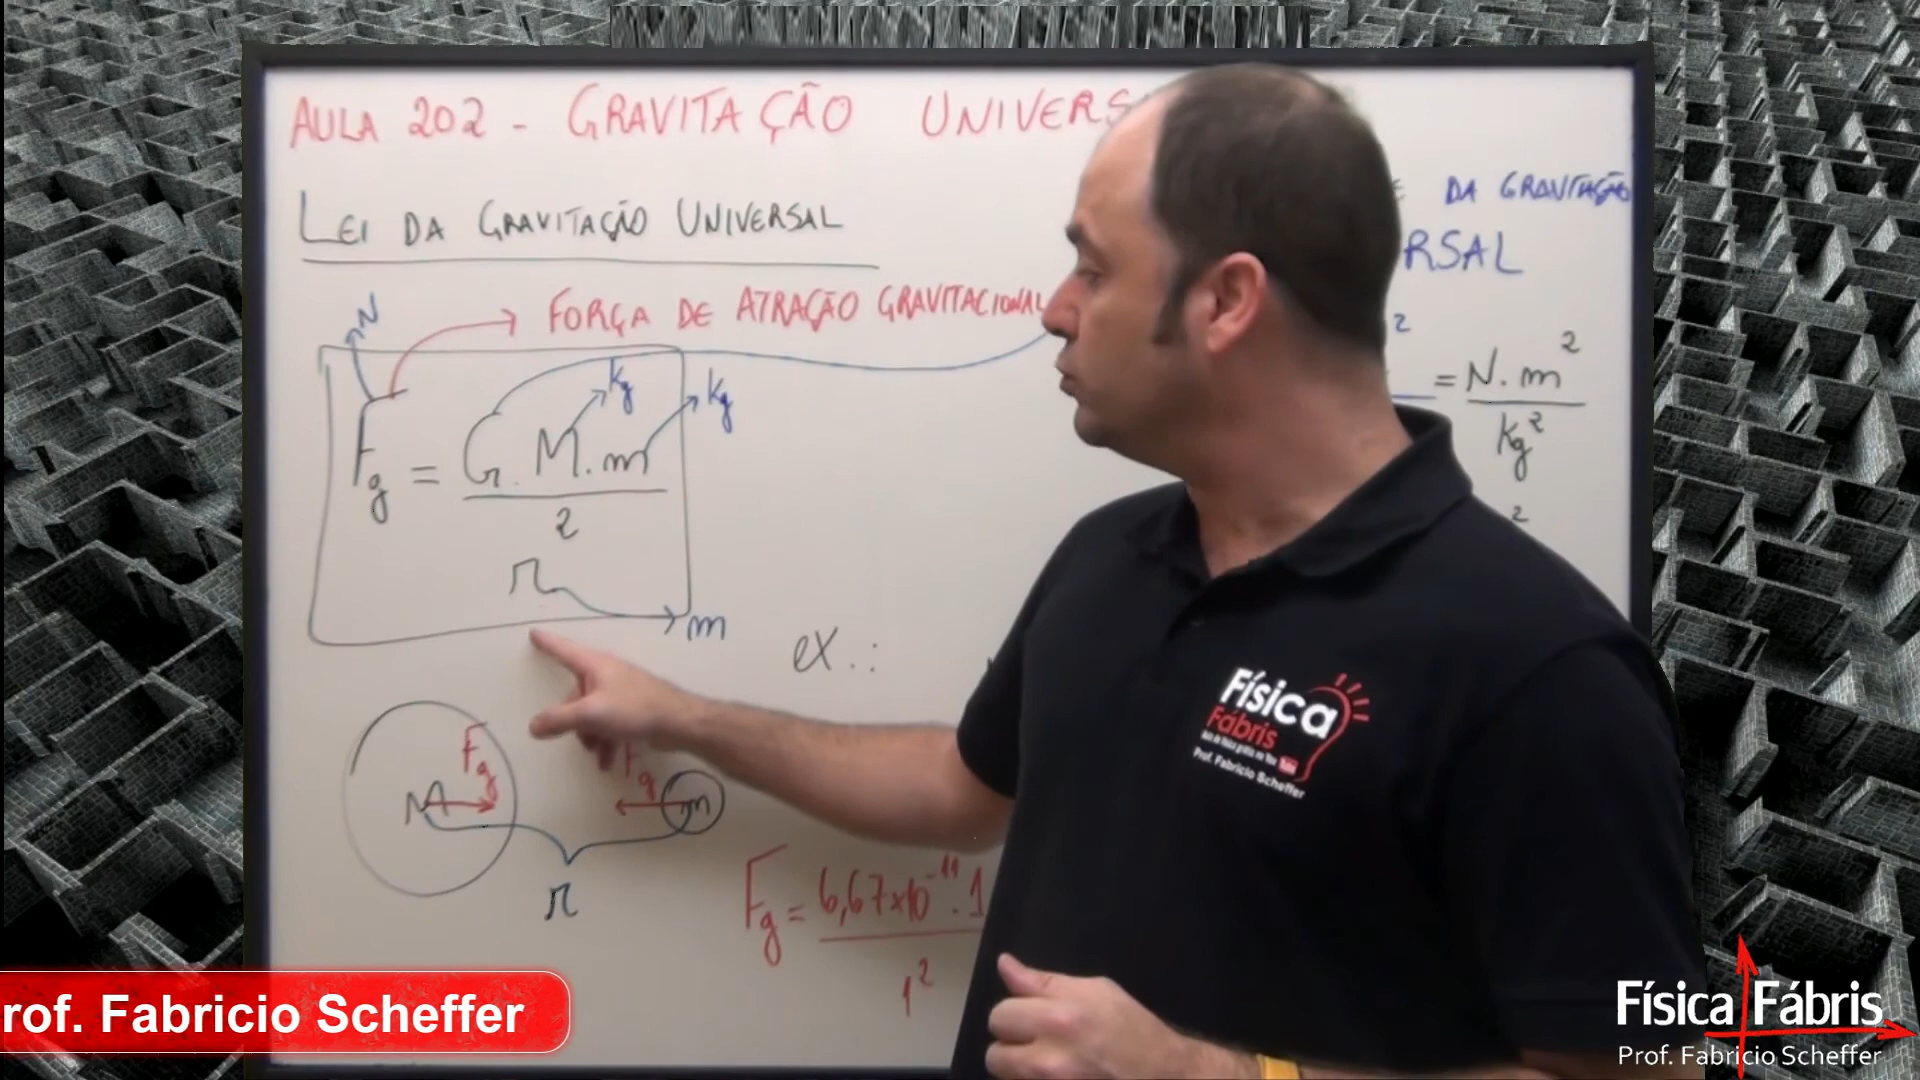 AULA 202 - GRAVITAÇÃO UNIVERS
LEI DA GRAVITAÇÃO UNIVERSAL
DA GRAVITAÇÃO
RSAL
N
FORÇA DE ATRAÇÃO GRAVITACIONAL
kg
kg
Fg = G. M. m
r²
m
2
= N. m²
kg²
2
ex.:
Fg
Fg
M
m
r
Fg = 6,67x10⁻¹¹. 1
1²
Física
Fábris
Prof. Fabricio Scheffer
rof. Fabricio Scheffer
Física Fábris
Prof. Fabricio Scheffer